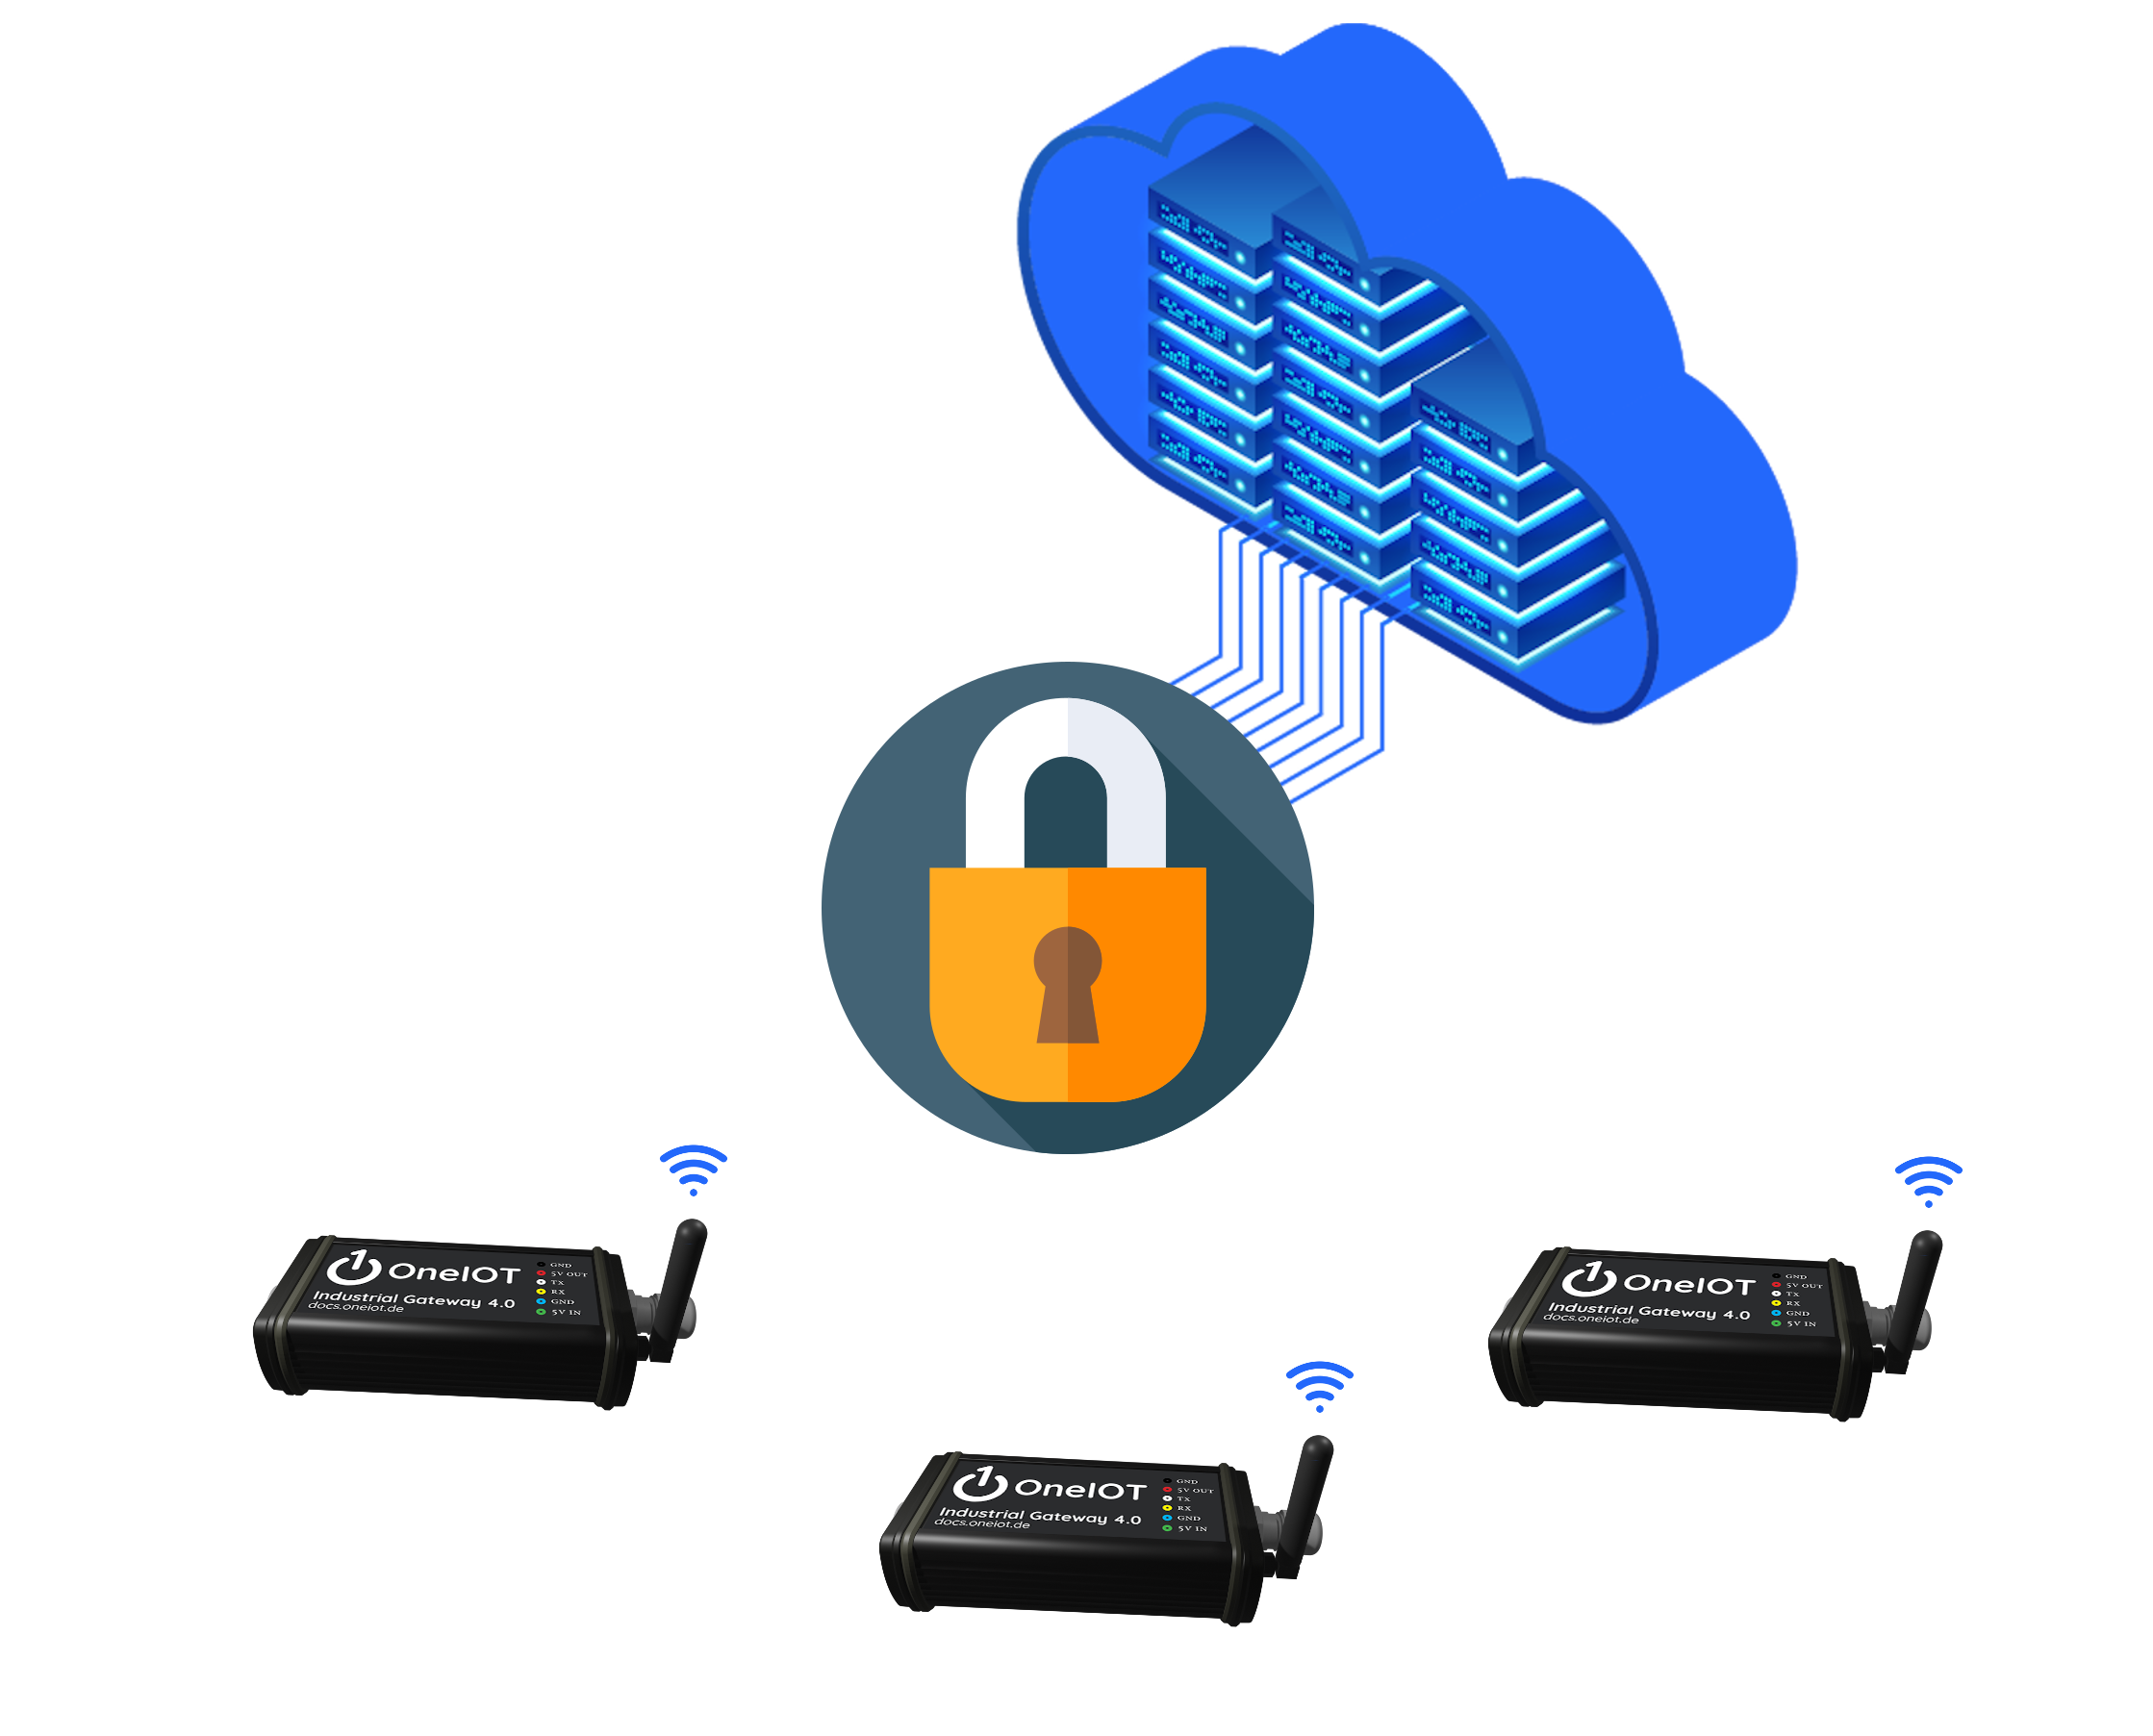 OneIOT
Industrial Gateway 4.0
docs.oneiot.de
GND
5V OUT
TX
RX
GND
5V IN
OneIOT
Industrial Gateway 4.0
docs.oneiot.de
GND
5V OUT
TX
RX
GND
5V IN
OneIOT
Industrial Gateway 4.0
docs.oneiot.de
GND
5V OUT
TX
RX
GND
5V IN